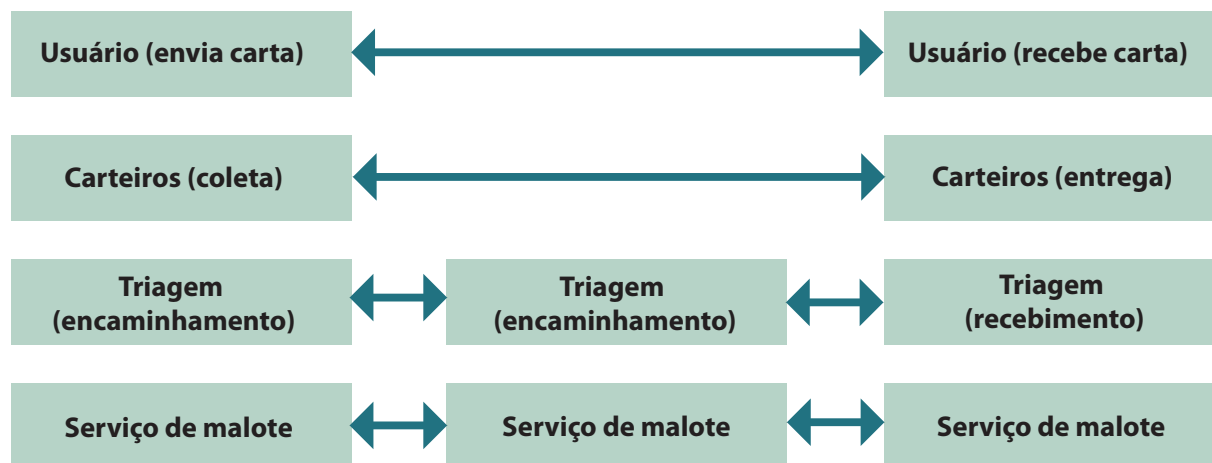 Usuário (envia carta)
Usuário (recebe carta)
Carteiros (coleta)
Carteiros (entrega)
Triagem
(encaminhamento)
Triagem
(encaminhamento)
Triagem
(recebimento)
Serviço de malote
Serviço de malote
Serviço de malote